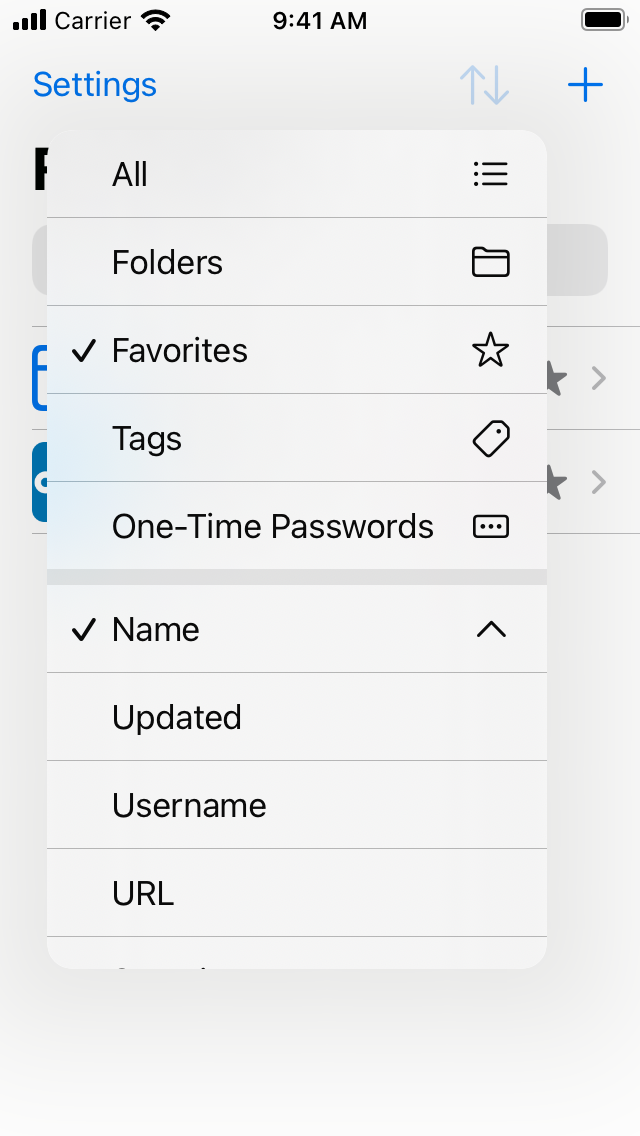 Carrier
9:41 AM
Settings
All
Folders
Favorites
Tags
One-Time Passwords
Name
Updated
Username
URL